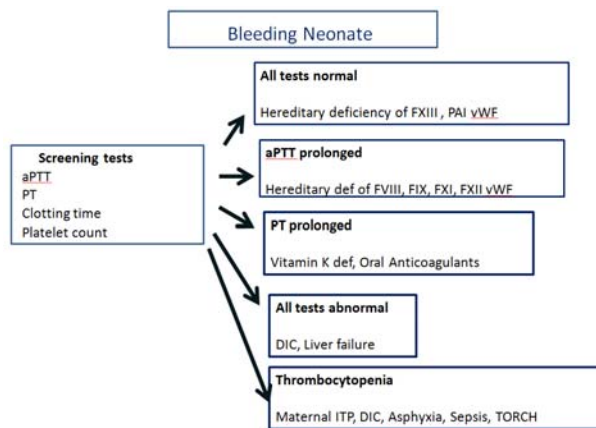 Bleeding Neonate
All tests normal
Hereditary deficiency of FXIII , PAI vWF
Screening tests
aPTT
PT
Clotting time
Platelet count
aPTT prolonged
Hereditary def of FVIII, FIX, FXI, FXII vWF
PT prolonged
Vitamin K def, Oral Anticoagulants
All tests abnormal
DIC, Liver failure
Thrombocytopenia
Maternal ITP, DIC, Asphyxia, Sepsis, TORCH